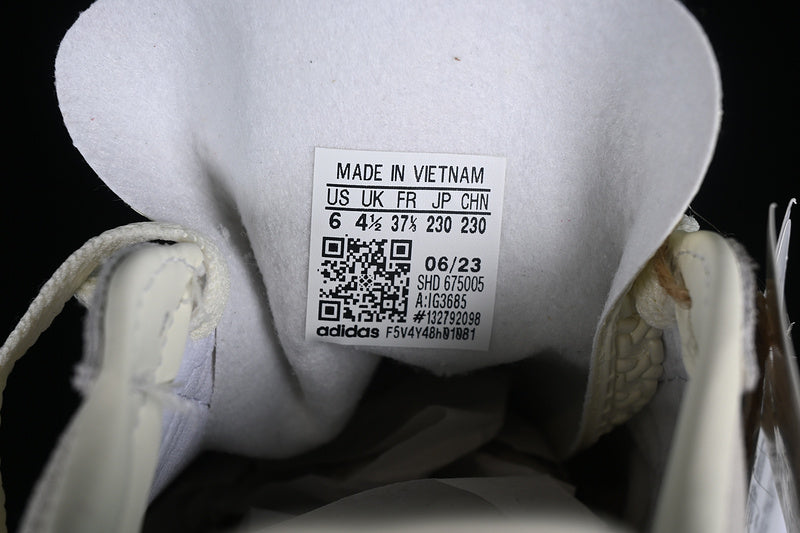 MADE IN VIETNAM
US UK FR JP CHN
6 4½ 37⅓ 230 230
06/23
SHD 675005
A:IG3685
#132792098
adidas F5V4Y48h01081